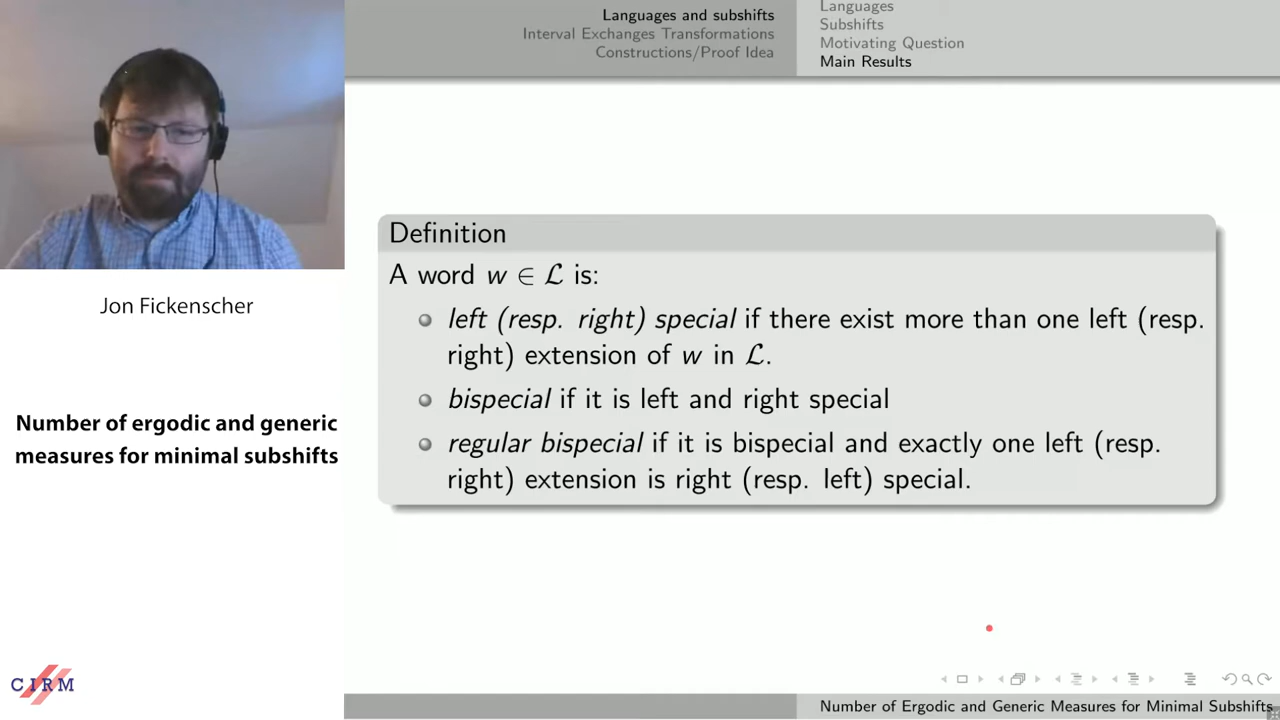 Languages and subshifts
Interval Exchanges Transformations
Constructions/Proof Idea
Languages
Subshifts
Motivating Question
Main Results
Jon Fickenscher
Number of ergodic and generic
measures for minimal subshifts
CIRM
Definition
A word w ∈ ℒ is:
left (resp. right) special if there exist more than one left (resp.
right) extension of w in ℒ.
bispecial if it is left and right special
regular bispecial if it is bispecial and exactly one left (resp.
right) extension is right (resp. left) special.
Number of Ergodic and Generic Measures for Minimal Subshifts